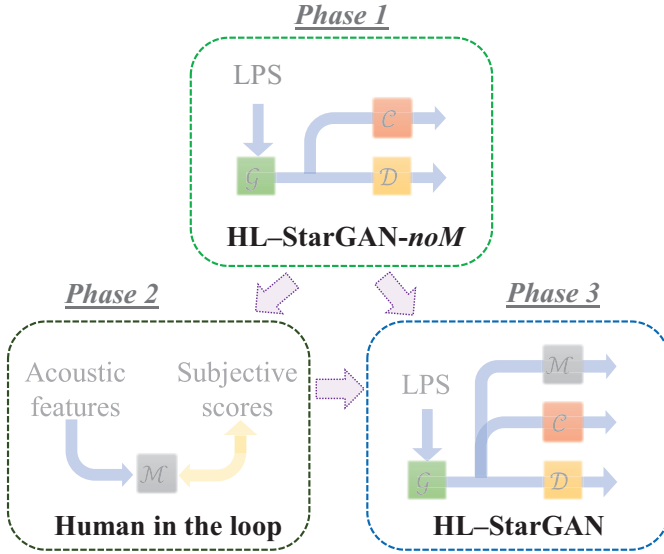 Phase 1
LPS
C
G
D
HL–StarGAN-noM
Phase 2
Phase 3
Acoustic
features
Subjective
scores
M
Human in the loop
LPS
M
C
G
D
HL–StarGAN